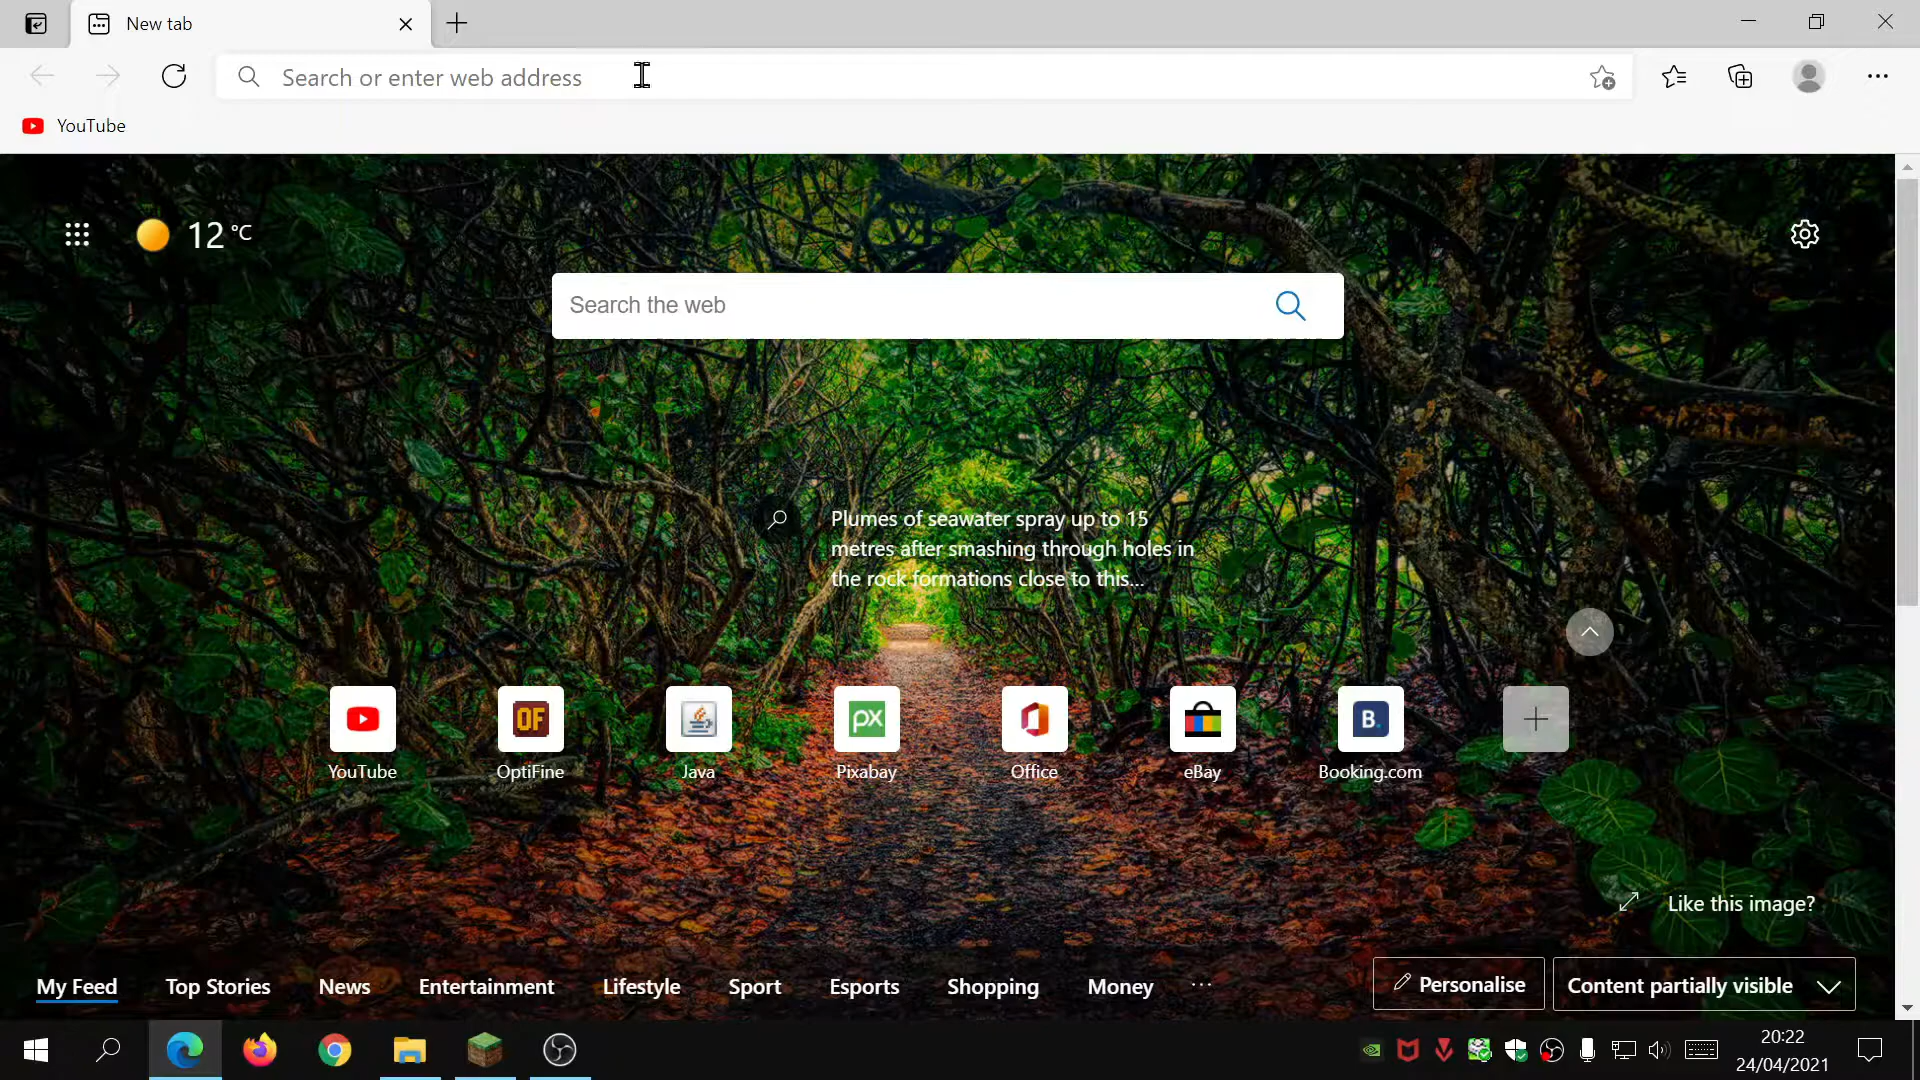 New tab
Search or enter web address
YouTube
12 °C
Search the web
Plumes of seawater spray up to 15
metres after smashing through holes in
the rock formations close to this...
OF
px
B.
YouTube
OptiFine
Java
Pixabay
Office
eBay
Booking.com
Like this image?
My Feed
Top Stories
News
Entertainment
Lifestyle
Sport
Esports
Shopping
Money
...
Personalise
Content partially visible
20:22
24/04/2021